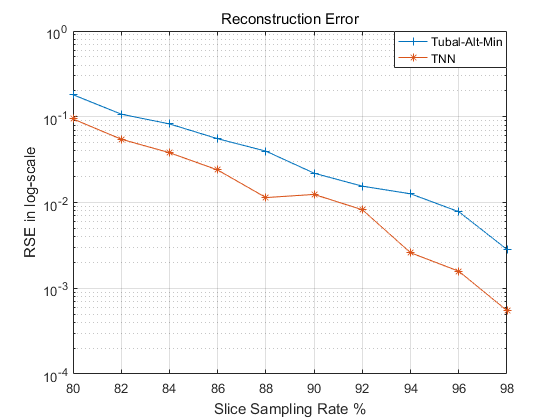 Reconstruction Error
Tubal-Alt-Min
TNN
RSE in log-scale
10^0
10^-1
10^-2
10^-3
10^-4
80 82 84 86 88 90 92 94 96 98
Slice Sampling Rate %